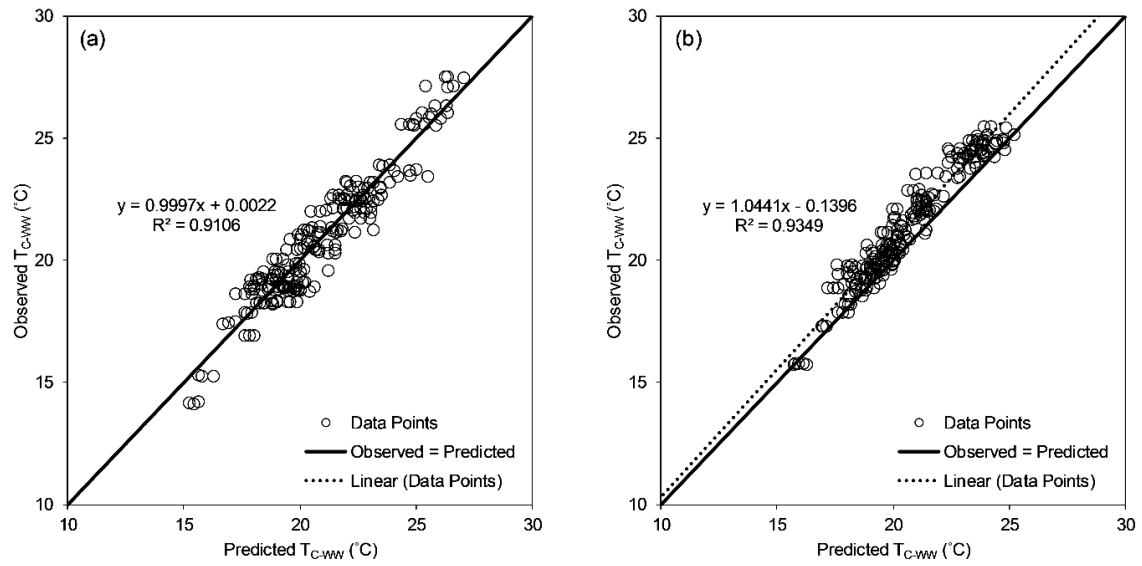 30
(a)
25
y = 0.9997x + 0.0022
R² = 0.9106
20
15
Data Points
Observed = Predicted
Linear (Data Points)
10
10 15 20 25 30
Observed T_C-WW (˚C)
Predicted T_C-WW (˚C)
30
(b)
25
y = 1.0441x - 0.1396
R² = 0.9349
20
15
Data Points
Observed = Predicted
Linear (Data Points)
10
10 15 20 25 30
Observed T_C-WW (˚C)
Predicted T_C-WW (˚C)